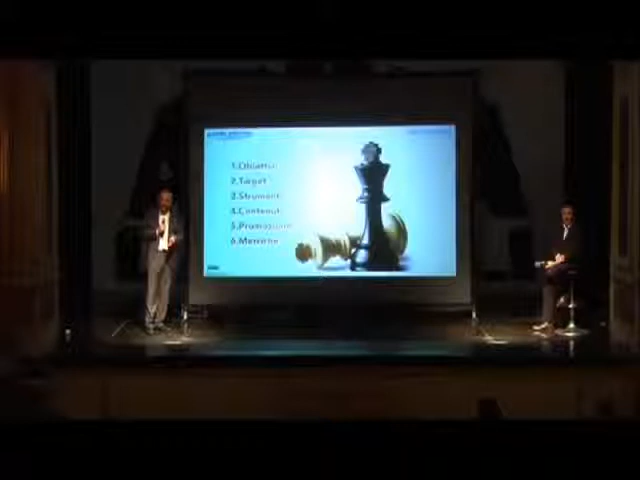 1.Obiettivi
2.Target
3.Strumenti
4.Contenuti
5.Promozione
6.Metriche